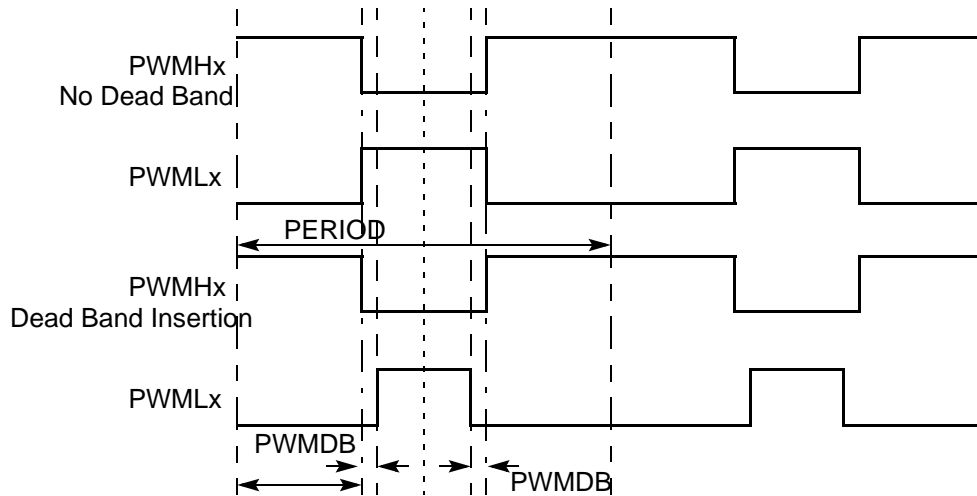 PWMHx
No Dead Band
PWMLx
PERIOD
PWMHx
Dead Band Insertion
PWMLx
PWMDB
PWMDB